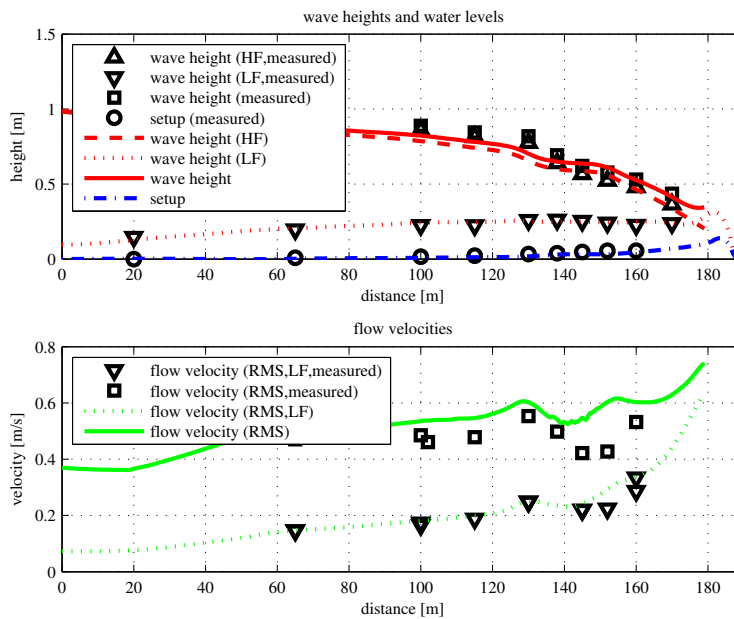 wave heights and water levels
1.5
1
0.5
0
height [m]
wave height (HF,measured)
wave height (LF,measured)
wave height (measured)
setup (measured)
wave height (HF)
wave height (LF)
wave height
setup
0 20 40 60 80 100 120 140 160 180
distance [m]
flow velocities
0.8
0.6
0.4
0.2
0
velocity [m/s]
flow velocity (RMS,LF,measured)
flow velocity (RMS,measured)
flow velocity (RMS,LF)
flow velocity (RMS)
0 20 40 60 80 100 120 140 160 180
distance [m]